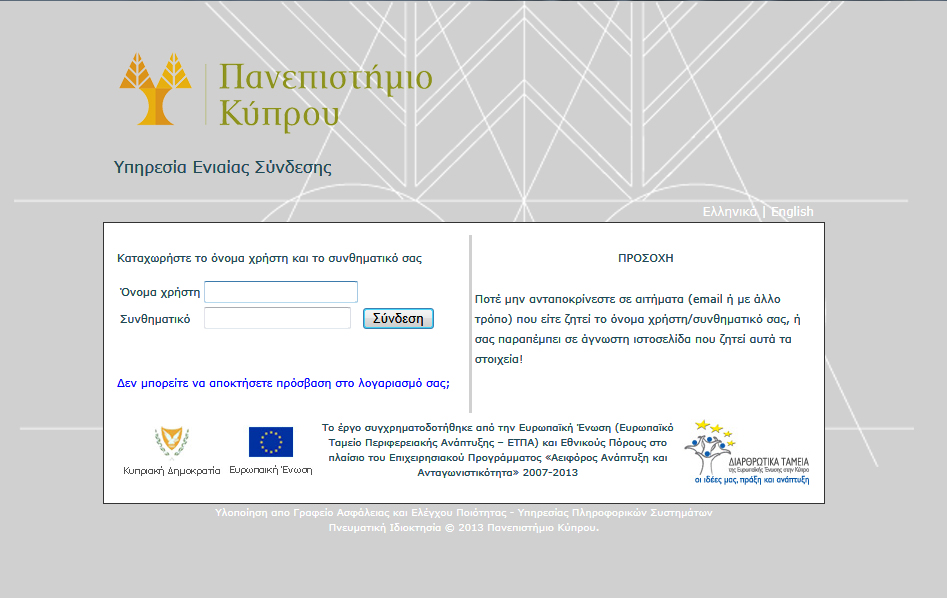 Πανεπιστήμιο
Κύπρου
Υπηρεσία Ενιαίας Σύνδεσης
Ελληνικά | English
Καταχωρήστε το όνομα χρήστη και το συνθηματικό σας
Όνομα χρήστη
Συνθηματικό
Σύνδεση
Δεν μπορείτε να αποκτήσετε πρόσβαση στο λογαριασμό σας;
ΠΡΟΣΟΧΗ
Ποτέ μην ανταποκρίνεστε σε αιτήματα (email ή με άλλο
τρόπο) που είτε ζητεί το όνομα χρήστη/συνθηματικό σας, ή
σας παραπέμπει σε άγνωστη ιστοσελίδα που ζητεί αυτά τα
στοιχεία!
Κυπριακή Δημοκρατία
Ευρωπαική Ένωση
Το έργο συγχρηματοδοτήθηκε από την Ευρωπαϊκή Ένωση (Ευρωπαϊκό
Ταμείο Περιφερειακής Ανάπτυξης – ΕΤΠΑ) και Εθνικούς Πόρους στο
πλαίσιο του Επιχειρησιακού Προγράμματος «Αειφόρος Ανάπτυξη και
Ανταγωνιστικότητα» 2007-2013
ΔΙΑΡΘΡΩΤΙΚΑ ΤΑΜΕΙΑ
της Ευρωπαϊκής Ένωσης στην Κύπρο
οι ιδέες μας, πράξη και ανάπτυξη
Υλοποίηση απο Γραφείο Ασφάλειας και Ελέγχου Ποιότητας - Υπηρεσίας Πληροφορικών Συστημάτων
Πνευματική Ιδιοκτησία © 2013 Πανεπιστήμιο Κύπρου.